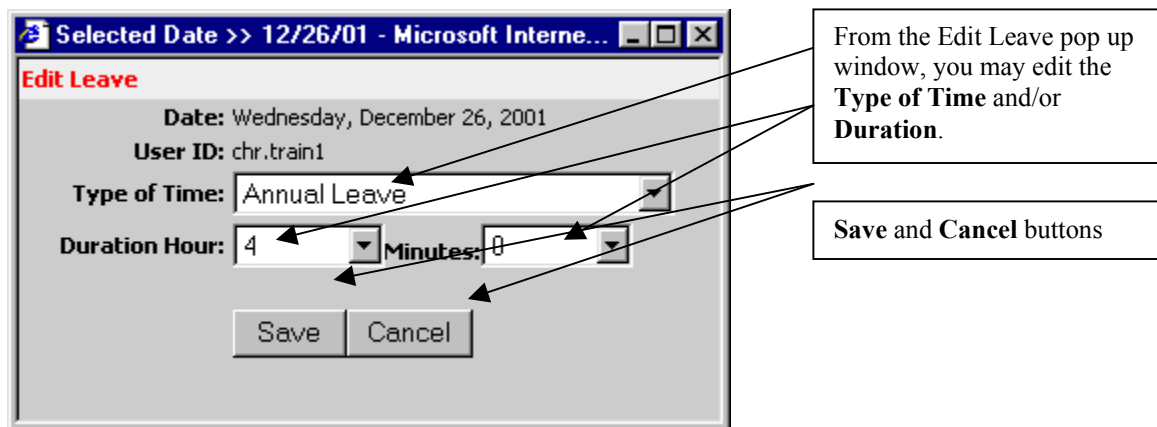 Selected Date >> 12/26/01 - Microsoft Interne...
Edit Leave
Date: Wednesday, December 26, 2001
User ID: chr.train1
Type of Time: Annual Leave
Duration Hour: 4 Minutes: 0
Save Cancel
From the Edit Leave pop up
window, you may edit the
Type of Time and/or
Duration.
Save and Cancel buttons